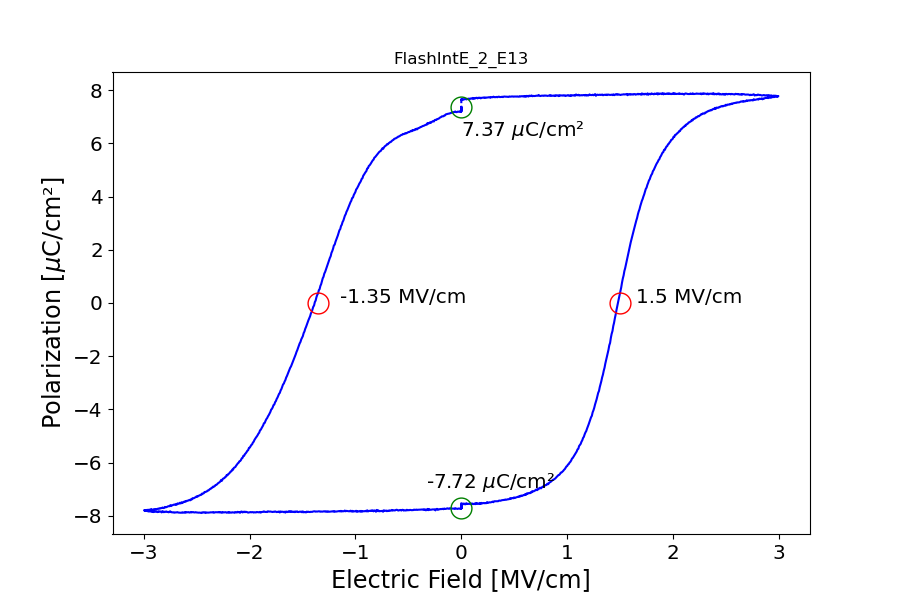 FlashIntE_2_E13
8
6
4
2
0
−2
−4
−6
−8
Polarization [μC/cm²]
7.37 μC/cm²
-1.35 MV/cm
1.5 MV/cm
-7.72 μC/cm²
−3
−2
−1
0
1
2
3
Electric Field [MV/cm]